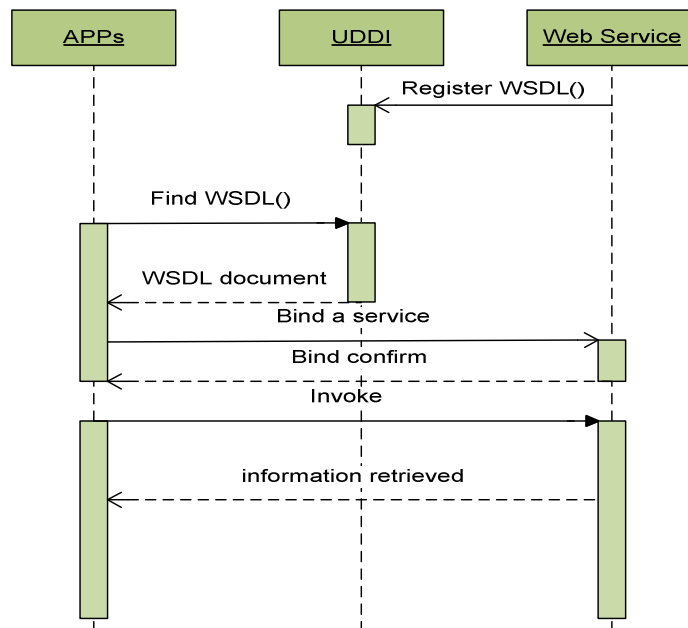 APPs
UDDI
Web Service
Register WSDL()
Find WSDL()
WSDL document
Bind a service
Bind confirm
Invoke
information retrieved